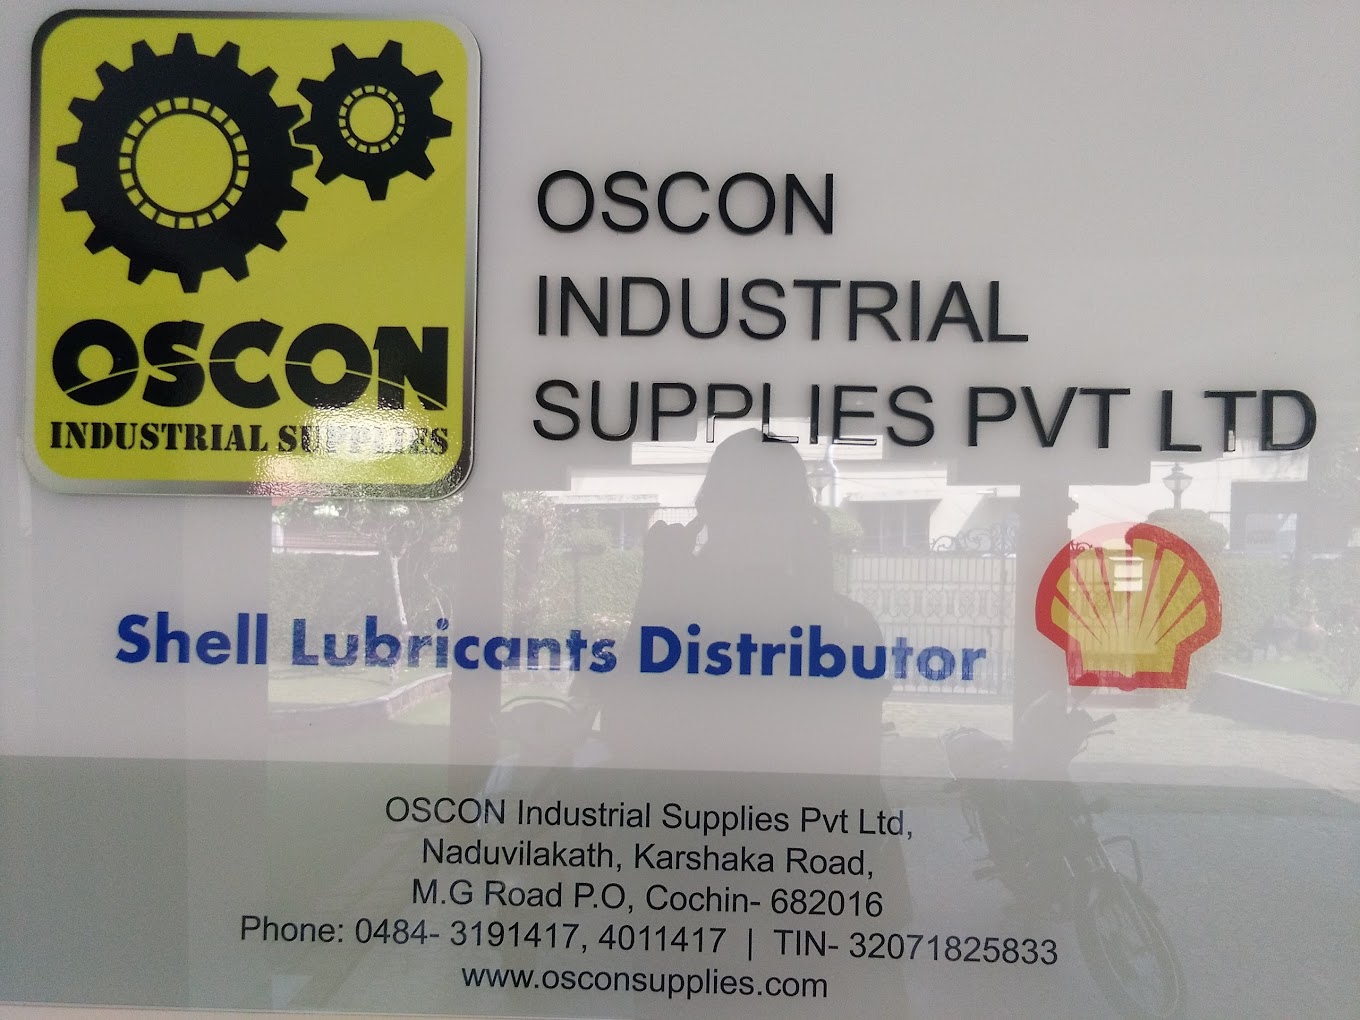 OSCON
INDUSTRIAL SUPPLIES
OSCON
INDUSTRIAL
SUPPLIES PVT LTD
Shell Lubricants Distributor
OSCON Industrial Supplies Pvt Ltd,
Naduvilakath, Karshaka Road,
M.G Road P.O, Cochin- 682016
Phone: 0484- 3191417, 4011417 | TIN- 32071825833
www.osconsupplies.com